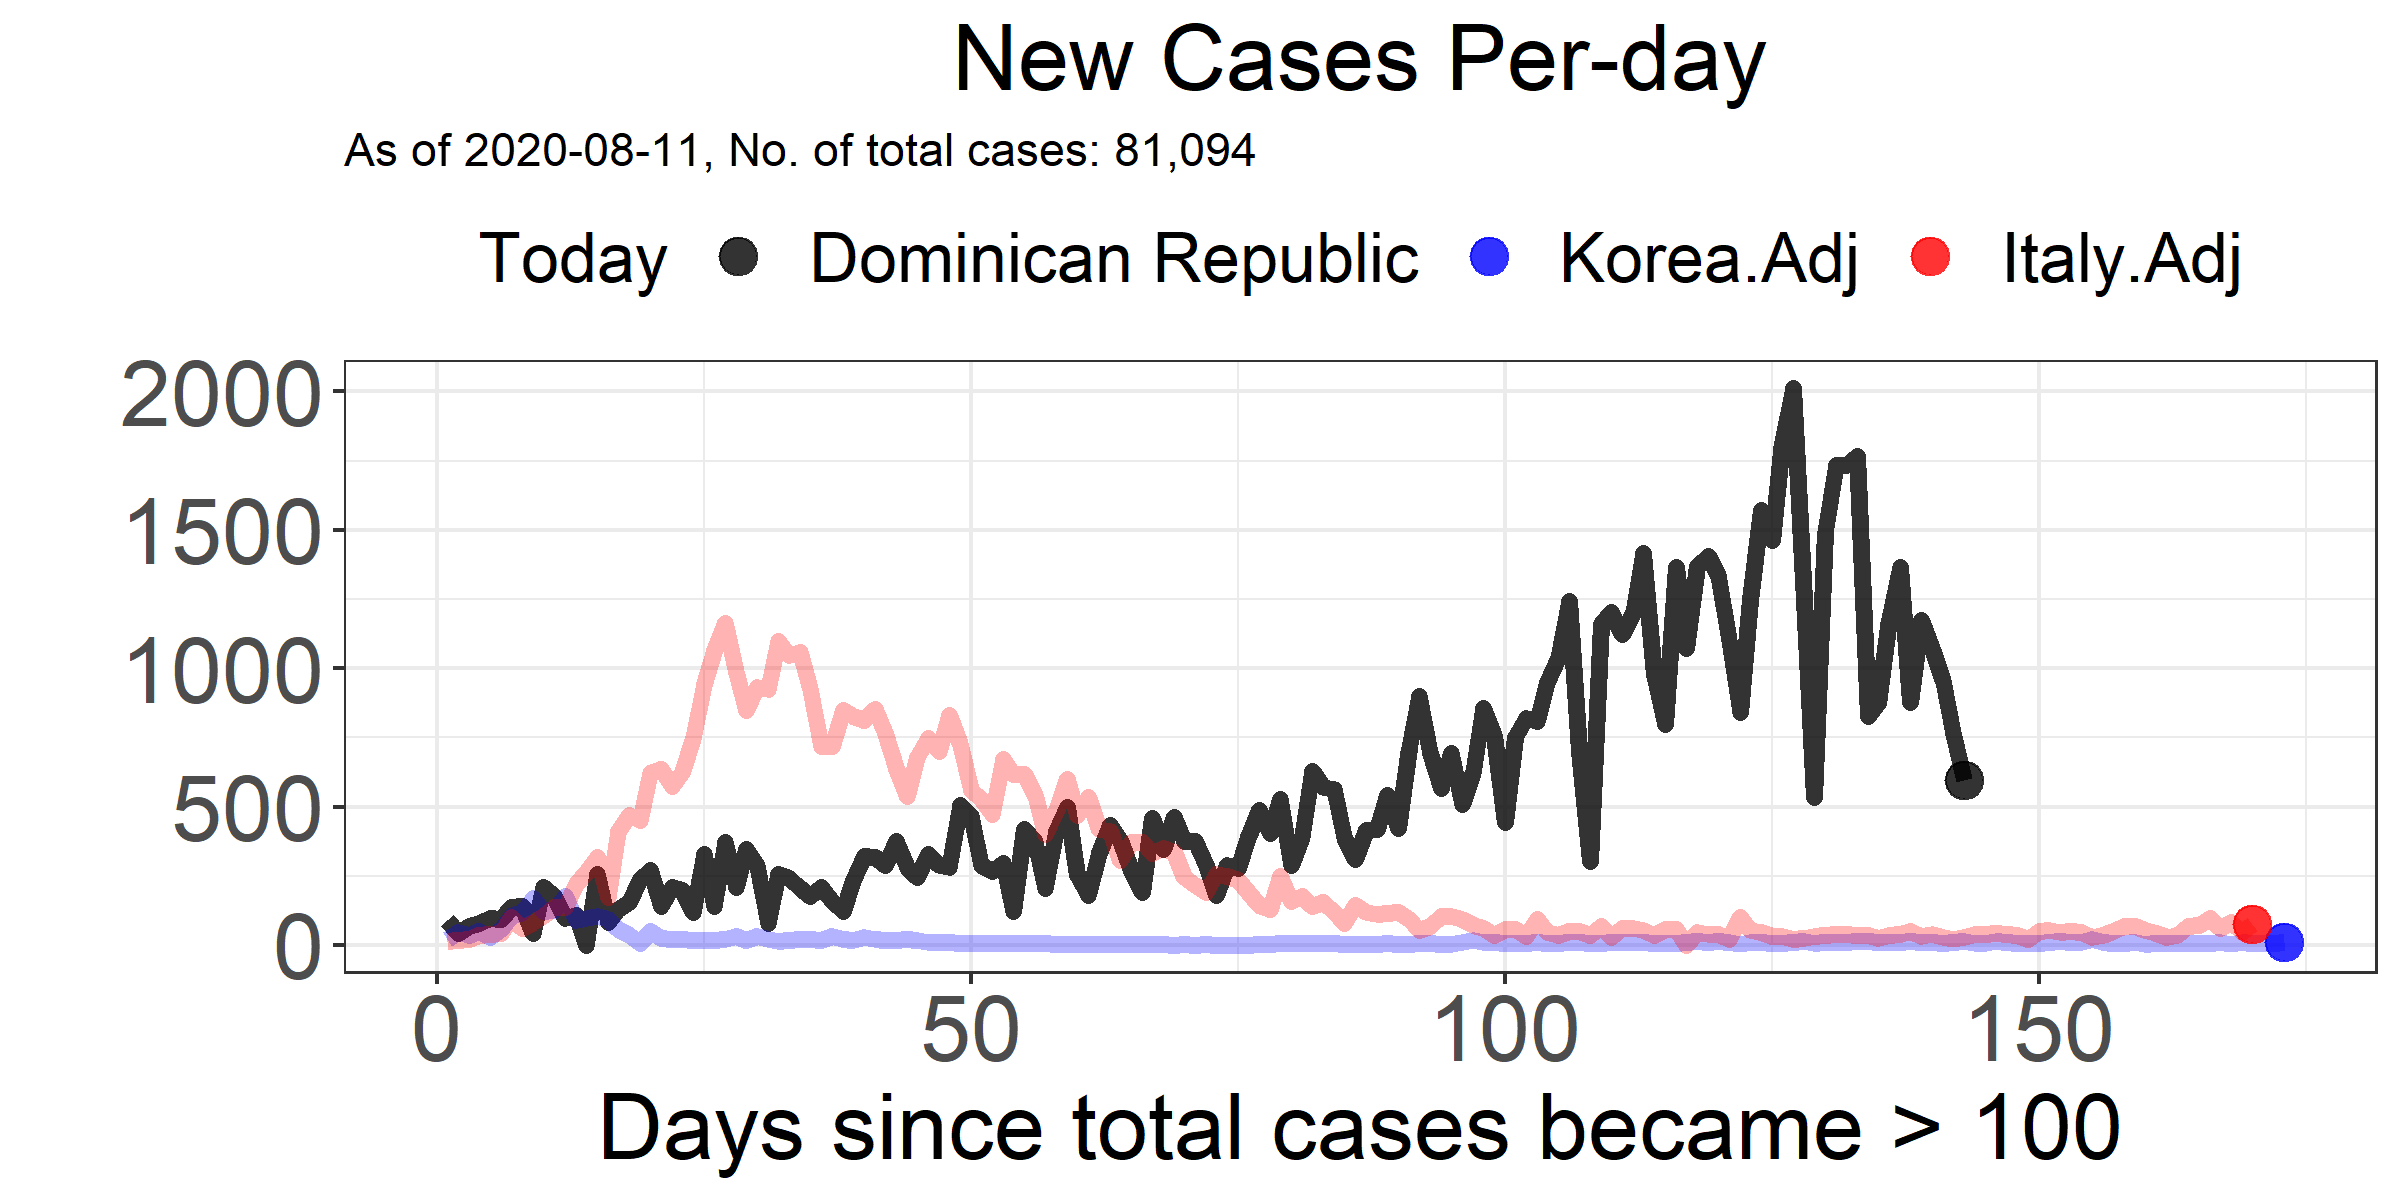 New Cases Per-day
As of 2020-08-11, No. of total cases: 81,094
Today Dominican Republic Korea.Adj Italy.Adj
2000
1500
1000
500
0
0 50 100 150
Days since total cases became > 100